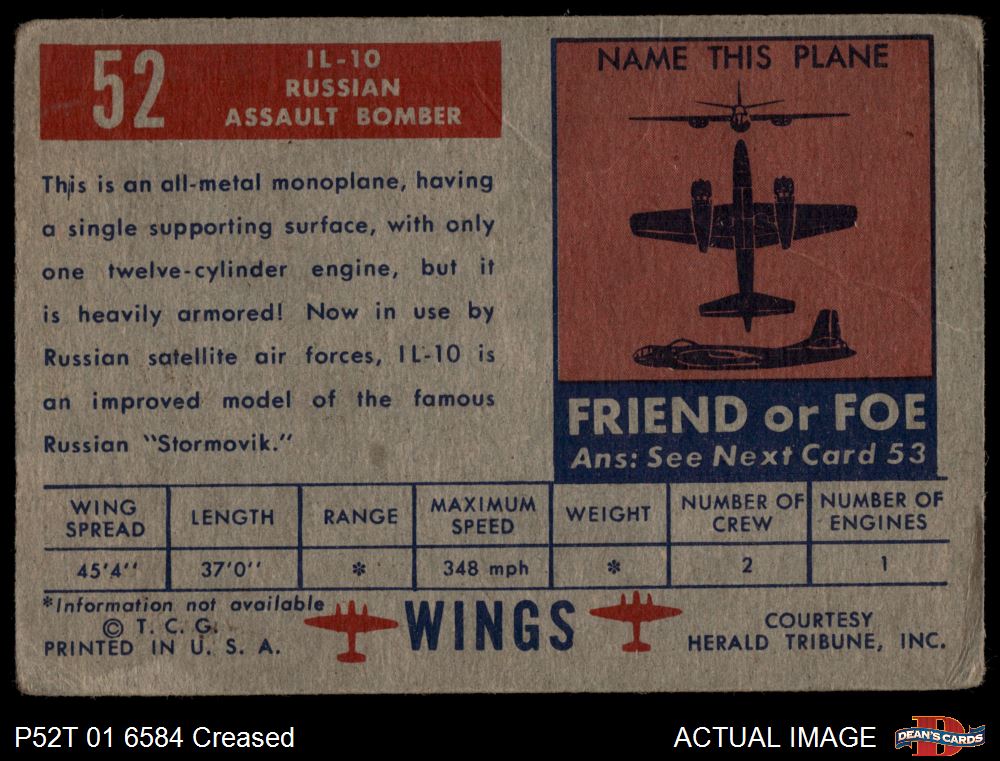 52
IL-10
RUSSIAN
ASSAULT BOMBER
This is an all-metal monoplane, having
a single supporting surface, with only
one twelve-cylinder engine, but it
is heavily armored! Now in use by
Russian satellite air forces, IL-10 is
an improved model of the famous
Russian "Stormovik."
NAME THIS PLANE
FRIEND or FOE
Ans: See Next Card 53
WING SPREAD LENGTH RANGE MAXIMUM SPEED WEIGHT NUMBER OF CREW NUMBER OF ENGINES
45'4" 37'0" * 348 mph * 2 1
*Information not available
© T. C. G.
PRINTED IN U. S. A.
WINGS
COURTESY
HERALD TRIBUNE, INC.
P52T 01 6584 Creased
ACTUAL IMAGE
DEAN'S CARDS